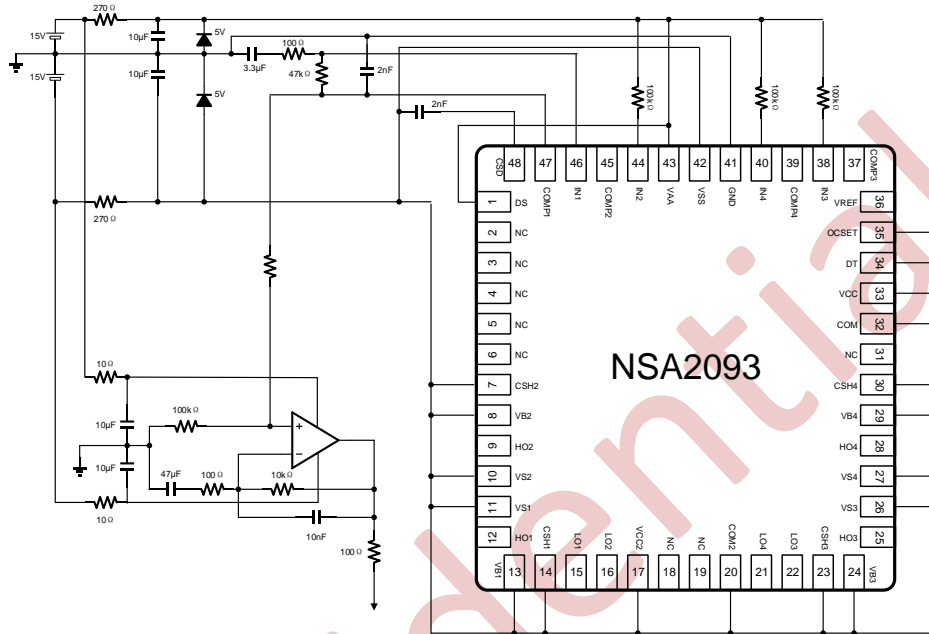 270Ω
15V
10μF
5V
100Ω
3.3μF
47kΩ
2nF
15V
10μF
5V
2nF
100kΩ
100kΩ
100kΩ
270Ω
CSD
48
47
46
45
44
43
42
41
40
39
38
37
COMP3
COMP1
IN1
COMP2
IN2
VAA
VSS
GND
IN4
COMP4
IN3
1 DS
2 NC
3 NC
4 NC
5 NC
6 NC
7 CSH2
8 VB2
9 HO2
10 VS2
11 VS1
12 HO1
VREF 36
OCSET 35
DT 34
VCC 33
COM 32
NC 31
CSH4 30
VB4 29
HO4 28
VS4 27
VS3 26
HO3 25
NSA2093
10Ω
10μF
100kΩ
+
−
10μF
47μF
100Ω
10kΩ
10Ω
10nF
100Ω
VB1
CSH1
LO1
LO2
VCC2
NC
NC
COM2
LO4
LO3
CSH3
VB3
13
14
15
16
17
18
19
20
21
22
23
24
idential